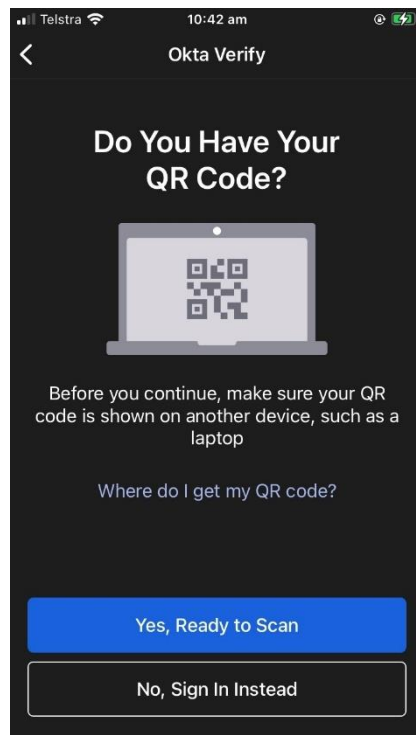 Telstra
10:42 am
Okta Verify
Do You Have Your
QR Code?
Before you continue, make sure your QR
code is shown on another device, such as a
laptop
Where do I get my QR code?
Yes, Ready to Scan
No, Sign In Instead